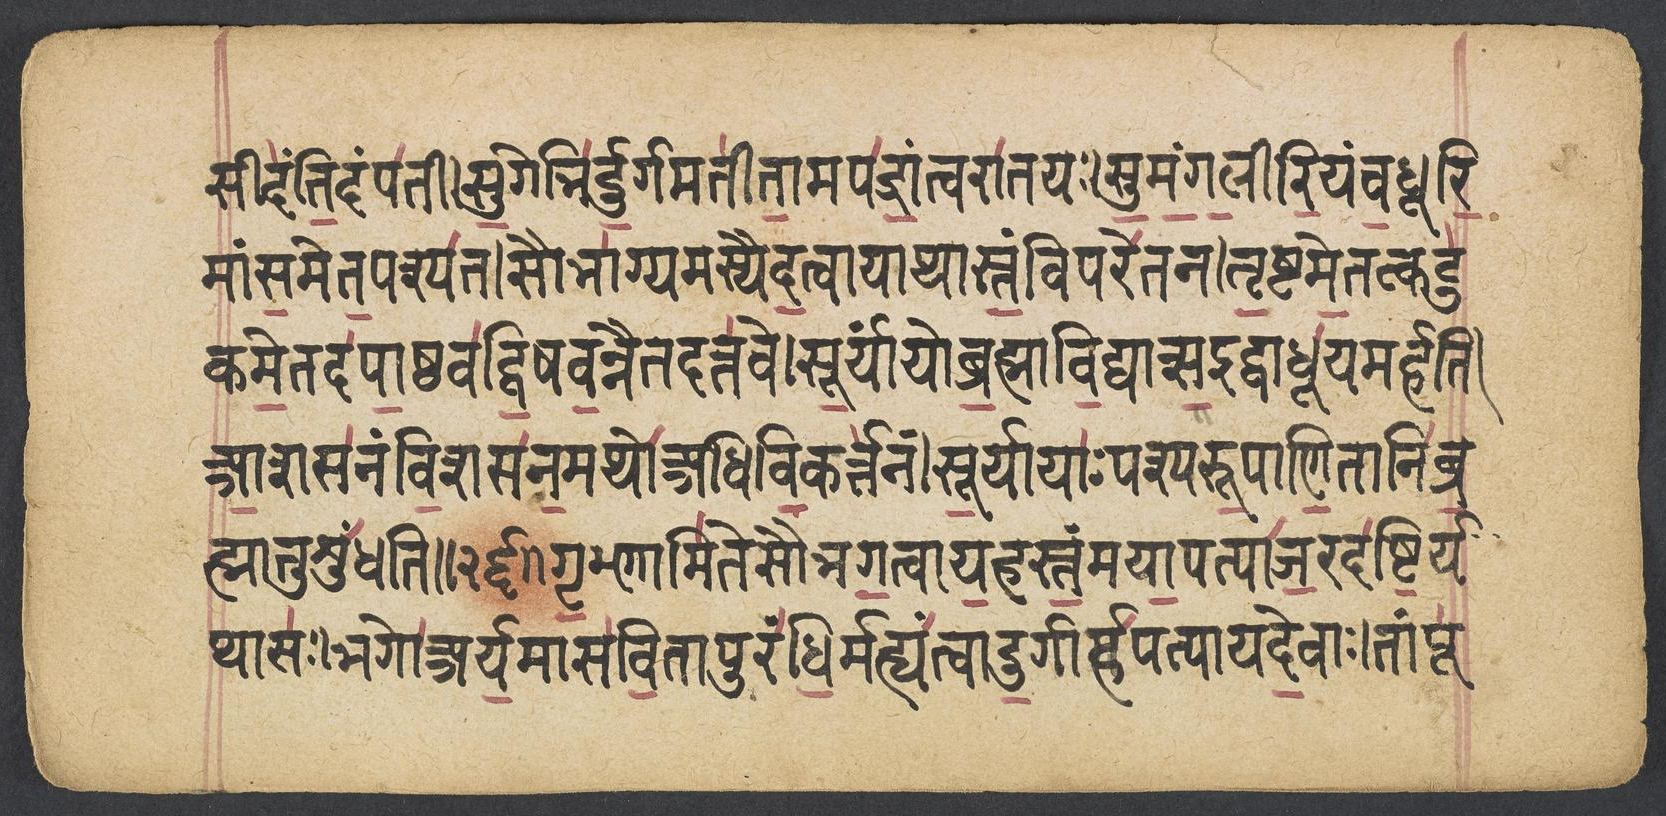 सीदंतिदंपती।सुगेभिर्दुर्गमतीतामपद्रांत्वरातयः।सुमंगलीरियंवधूरि
मांसमेतपश्यत।सौभाग्यमस्यैदत्वायाथास्तंविपरेतन।तृष्टमेतत्कटु
कमेतदपाष्ठवद्विषवन्नैतदत्तवे।सूर्यांयोब्रह्माविद्यात्सइद्वाधूयमर्हति।
आशसनंविशसनमथोअधिविकर्त्तनं।सूर्यायाःपश्यरूपाणितानिब्र
ह्मातुशुंधति॥२६॥गृभ्णामितेसौभगत्वायहस्तंमयापत्याजरदष्टिर्य
थासः।भगोअर्यमासवितापुरंधिर्मह्यंत्वादुर्गार्हपत्यायदेवाः।तांपू